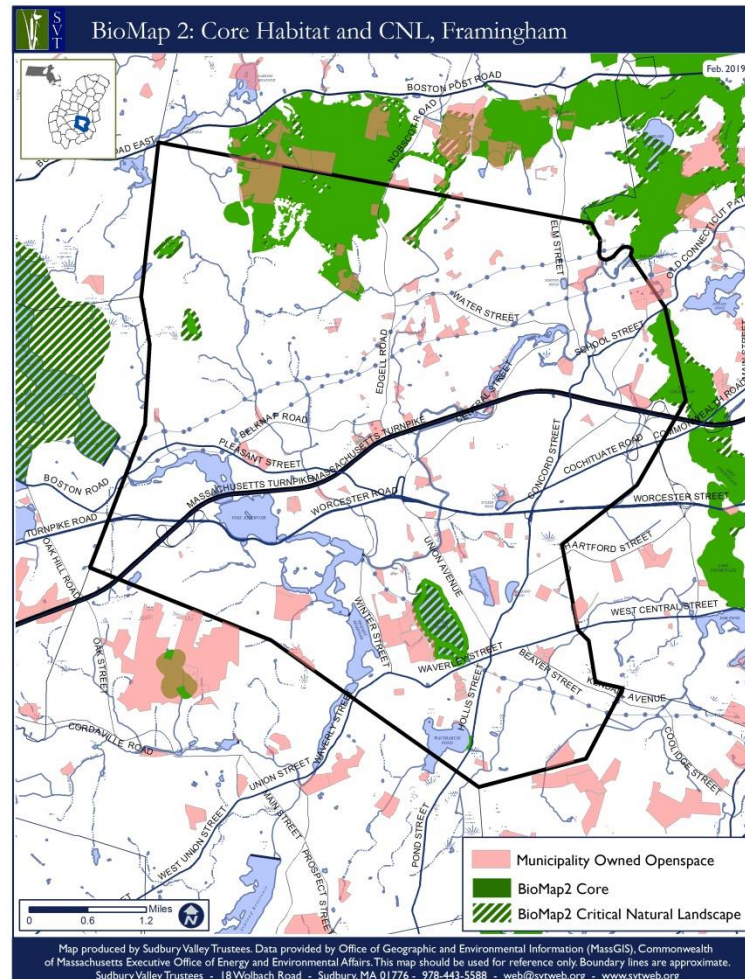 SVT
BioMap 2: Core Habitat and CNL, Framingham
Feb. 2019
BOSTON POST ROAD
NOBSCOT ROAD
ROAD EAST
ELM STREET
OLD CONNECTICUT PATH
WATER STREET
SCHOOL STREET
EDGELL ROAD
CENTRAL STREET
MAIN STREET
BELKNAP ROAD
PLEASANT STREET
MASSACHUSETTS TURNPIKE
MASSACHUSETTS TURNPIKE
COMMONWEALTH ROAD
COCHITUATE ROAD
CONCORD STREET
BOSTON ROAD
WORCESTER ROAD
WORCESTER STREET
TURNPIKE ROAD
HARTFORD STREET
OAK HILL ROAD
UNION AVENUE
WINTER STREET
WEST CENTRAL STREET
OAK STREET
WAVERLEY STREET
BEAVER STREET
KENDALL AVENUE
HOLLIS STREET
CORDAVILLE ROAD
WAVERLY STREET
COOLIDGE STREET
UNION STREET
MAIN STREET
WEST UNION STREET
POND STREET
PROSPECT STREET
Municipality Owned Openspace
BioMap2 Core
BioMap2 Critical Natural Landscape
Miles
0 0.6 1.2
N
Map produced by Sudbury Valley Trustees. Data provided by Office of Geographic and Environmental Information (MassGIS), Commonwealth
of Massachusetts Executive Office of Energy and Environmental Affairs. This map should be used for reference only. Boundary lines are approximate.
Sudbury Valley Trustees - 18 Wolbach Road - Sudbury, MA 01776 - 978-443-5588 - web@svtweb.org - www.svtweb.org